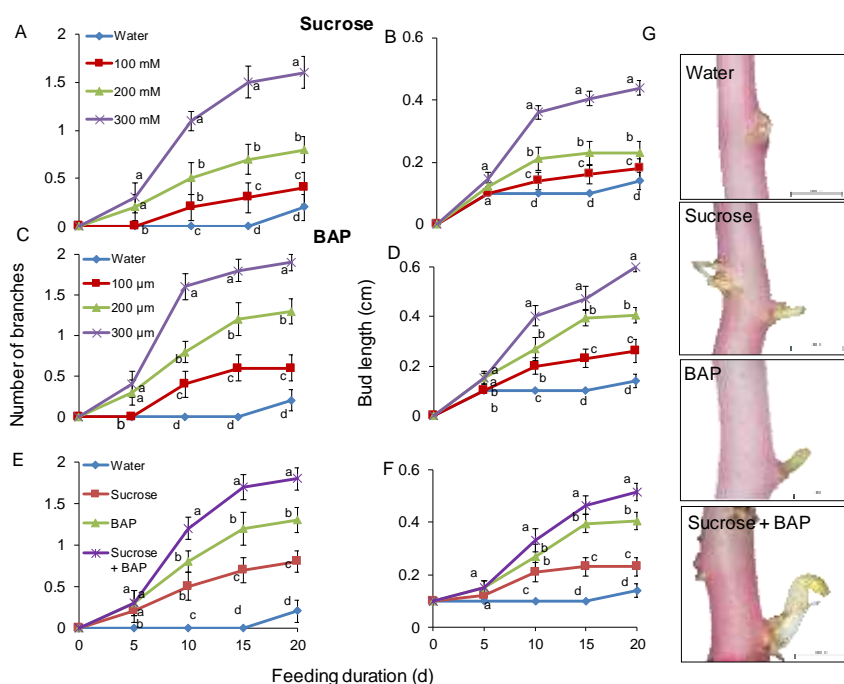 Sucrose
A
2
1.5
1
0.5
0
Water
100 mM
200 mM
300 mM
a
a
a
a
a
b
b
b
b
c
c
b
c
d
d
B
0.6
0.4
0.2
0
a
a
a
a
b
b
b
c
c
c
a
d
d
d
BAP
C
2
1.5
1
0.5
0
Water
100 µm
200 µm
300 µm
a
a
a
a
a
b
b
b
c
c
c
b
d
d
d
D
0.6
0.4
0.2
0
a
a
a
a
a
b
b
b
a
b
c
c
b
b
c
d
d
Number of branches
Bud length (cm)
E
2
1.5
1
0.5
0
Water
Sucrose
BAP
Sucrose
+ BAP
a
a
a
a
a
b
b
b
b
c
c
b
c
d
d
0
5
10
15
20
F
0.6
0.4
0.2
0
a
a
a
a
b
b
b
b
c
c
a
c
d
d
0
5
10
15
20
Feeding duration (d)
G
Water
Sucrose
BAP
Sucrose + BAP